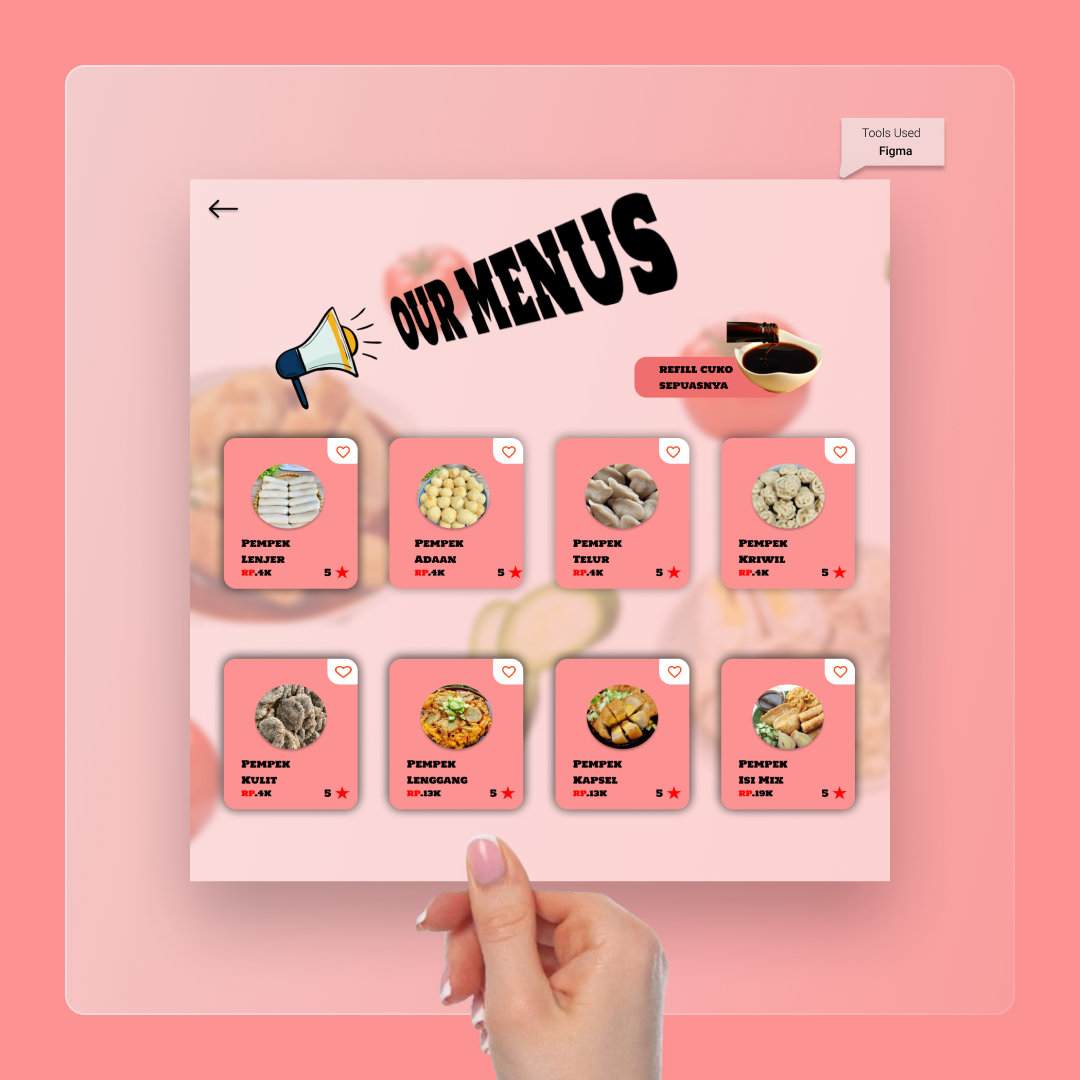 Tools Used
Figma
OUR MENUS
REFILL CUKO
SEPUASNYA
PEMPEK
LENJER
RP.4K 5
PEMPEK
ADAAN
RP.4K 5
PEMPEK
TELUR
RP.4K 5
PEMPEK
KRIWIL
RP.4K 5
PEMPEK
KULIT
RP.4K 5
PEMPEK
LENGGANG
RP.13K 5
PEMPEK
KAPSEL
RP.13K 5
PEMPEK
ISI MIX
RP.19K 5